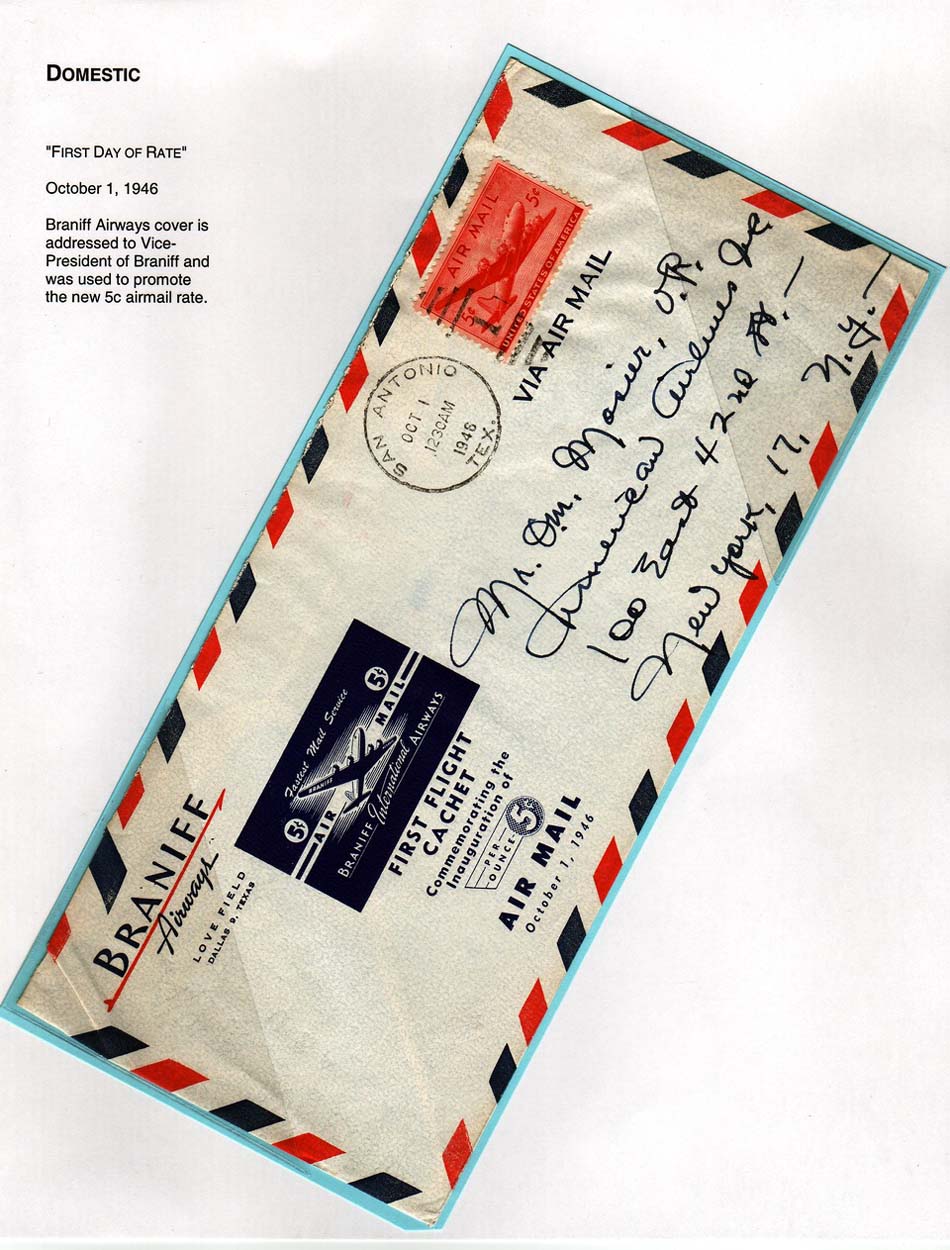 DOMESTIC
"FIRST DAY OF RATE"
October 1, 1946
Braniff Airways cover is
addressed to Vice-
President of Braniff and
was used to promote
the new 5c airmail rate.
AIR MAIL 5¢
5¢ UNITED STATES OF AMERICA
VIA AIR MAIL
SAN ANTONIO
OCT 1
1230AM
1946
TEX.
Mr. Om. Mosier, V.P.
American Airlines Inc
100 East 42nd St. —
New York, 17, N.Y. —
BRANIFF
Airways
LOVE FIELD
DALLAS 9, TEXAS
Fastest Mail Service
5¢ AIR MAIL 5¢
BRANIFF
BRANIFF International AIRWAYS
FIRST FLIGHT
CACHET
Commemorating the
Inauguration of
PER
OUNCE
5¢
AIR MAIL
October 1, 1946